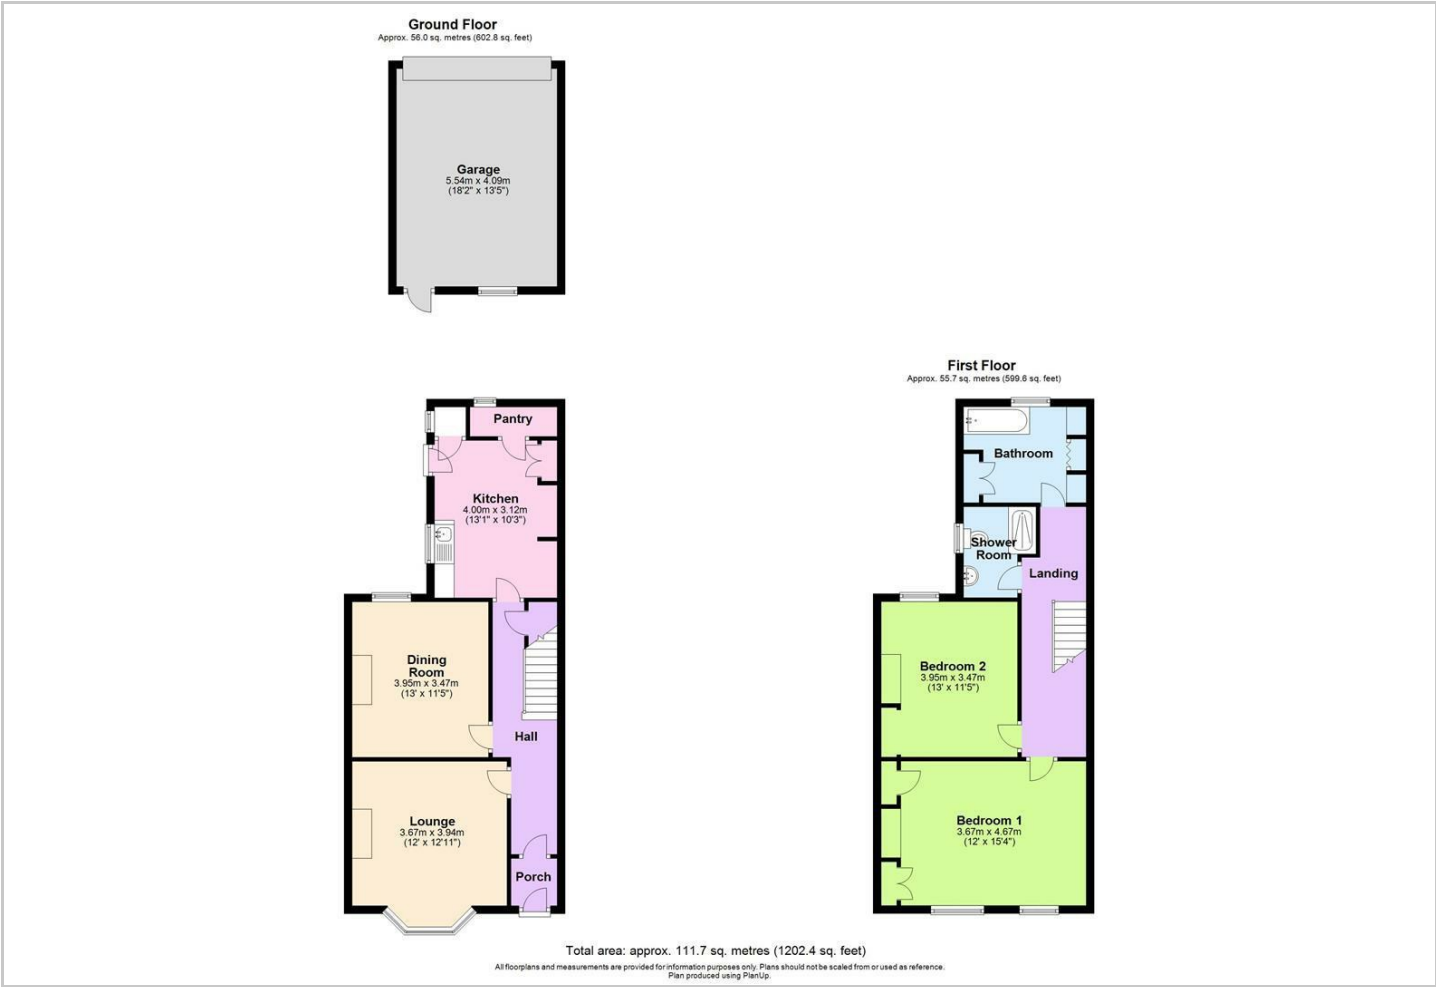 Ground Floor
Approx. 56.0 sq. metres (602.8 sq. feet)
Garage
5.54m x 4.09m
(18'2" x 13'5")
Pantry
Kitchen
4.00m x 3.12m
(13'1" x 10'3")
Dining
Room
3.95m x 3.47m
(13' x 11'5")
Hall
Lounge
3.67m x 3.94m
(12' x 12'11")
Porch
First Floor
Approx. 55.7 sq. metres (599.6 sq. feet)
Bathroom
Shower
Room
Landing
Bedroom 2
3.95m x 3.47m
(13' x 11'5")
Bedroom 1
3.67m x 4.67m
(12' x 15'4")
Total area: approx. 111.7 sq. metres (1202.4 sq. feet)
All floorplans and measurements are provided for information purposes only. Plans should not be scaled from or used as reference.
Plan produced using PlanUp.